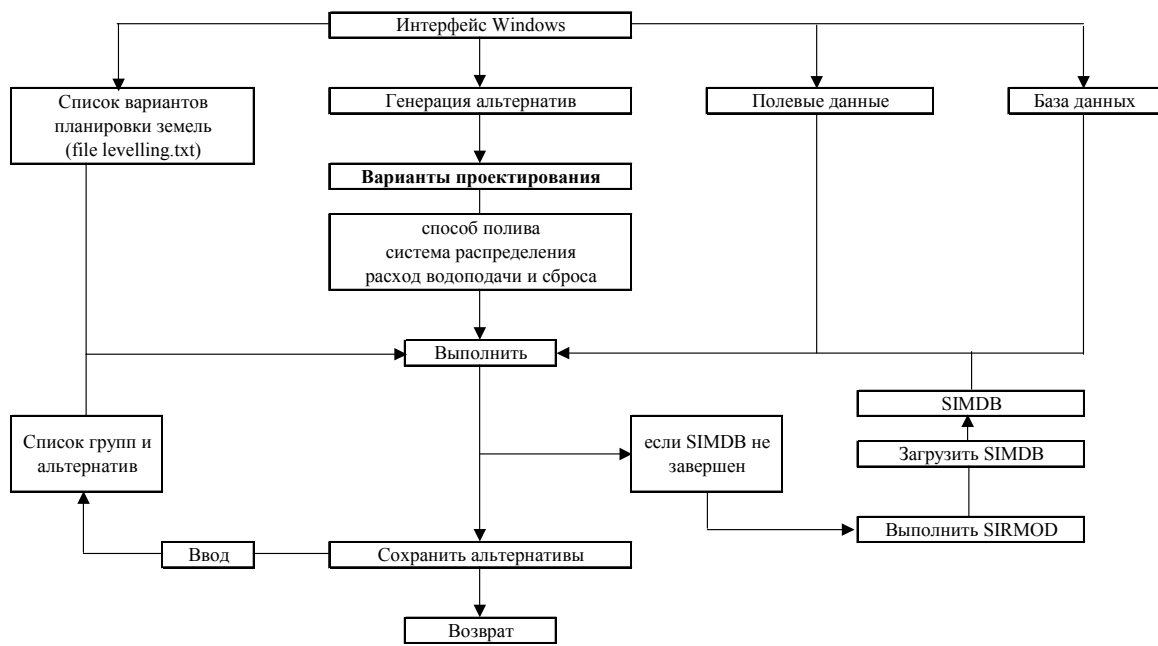 Интерфейс Windows
Список вариантов
планировки земель
(file levelling.txt)
Генерация альтернатив
Полевые данные
База данных
Варианты проектирования
способ полива
система распределения
расход водоподачи и сброса
Выполнить
Список групп и
альтернатив
если SIMDB не
завершен
SIMDB
Загрузить SIMDB
Выполнить SIRMOD
Ввод
Сохранить альтернативы
Возврат